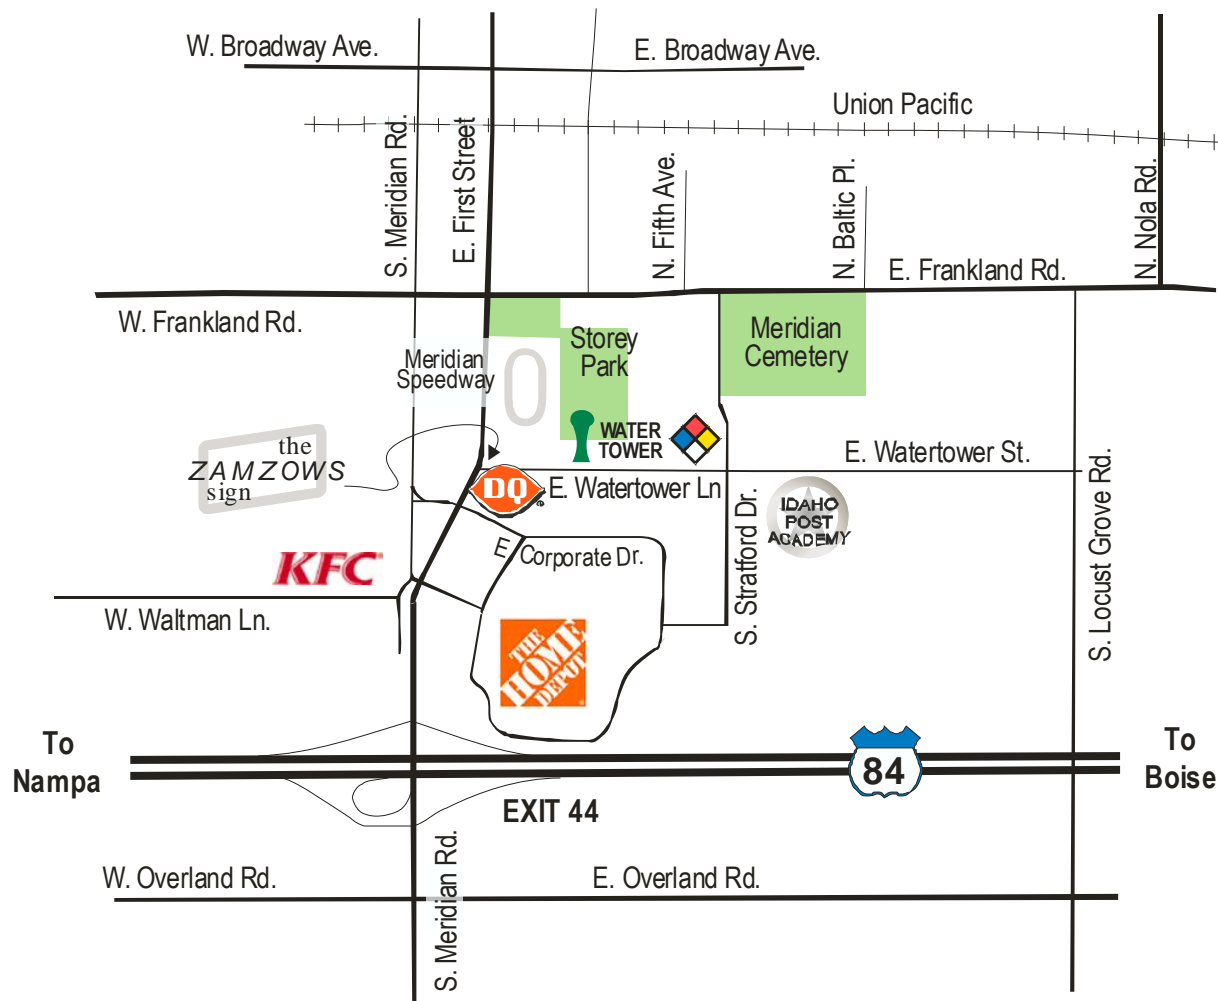 W. Broadway Ave.
E. Broadway Ave.
Union Pacific
S. Meridian Rd.
E. First Street
N. Fifth Ave.
N. Baltic Pl.
N. Nola Rd.
E. Frankland Rd.
W. Frankland Rd.
Storey
Park
Meridian
Cemetery
Meridian
Speedway
WATER
TOWER
the
ZAMZOWS
sign
E. Watertower St.
DQ
E. Watertower Ln
IDAHO
POST
ACADEMY
S. Stratford Dr.
S. Locust Grove Rd.
E Corporate Dr.
KFC
W. Waltman Ln.
THE
HOME
DEPOT
To
Nampa
84
To
Boise
EXIT 44
W. Overland Rd.
E. Overland Rd.
S. Meridian Rd.